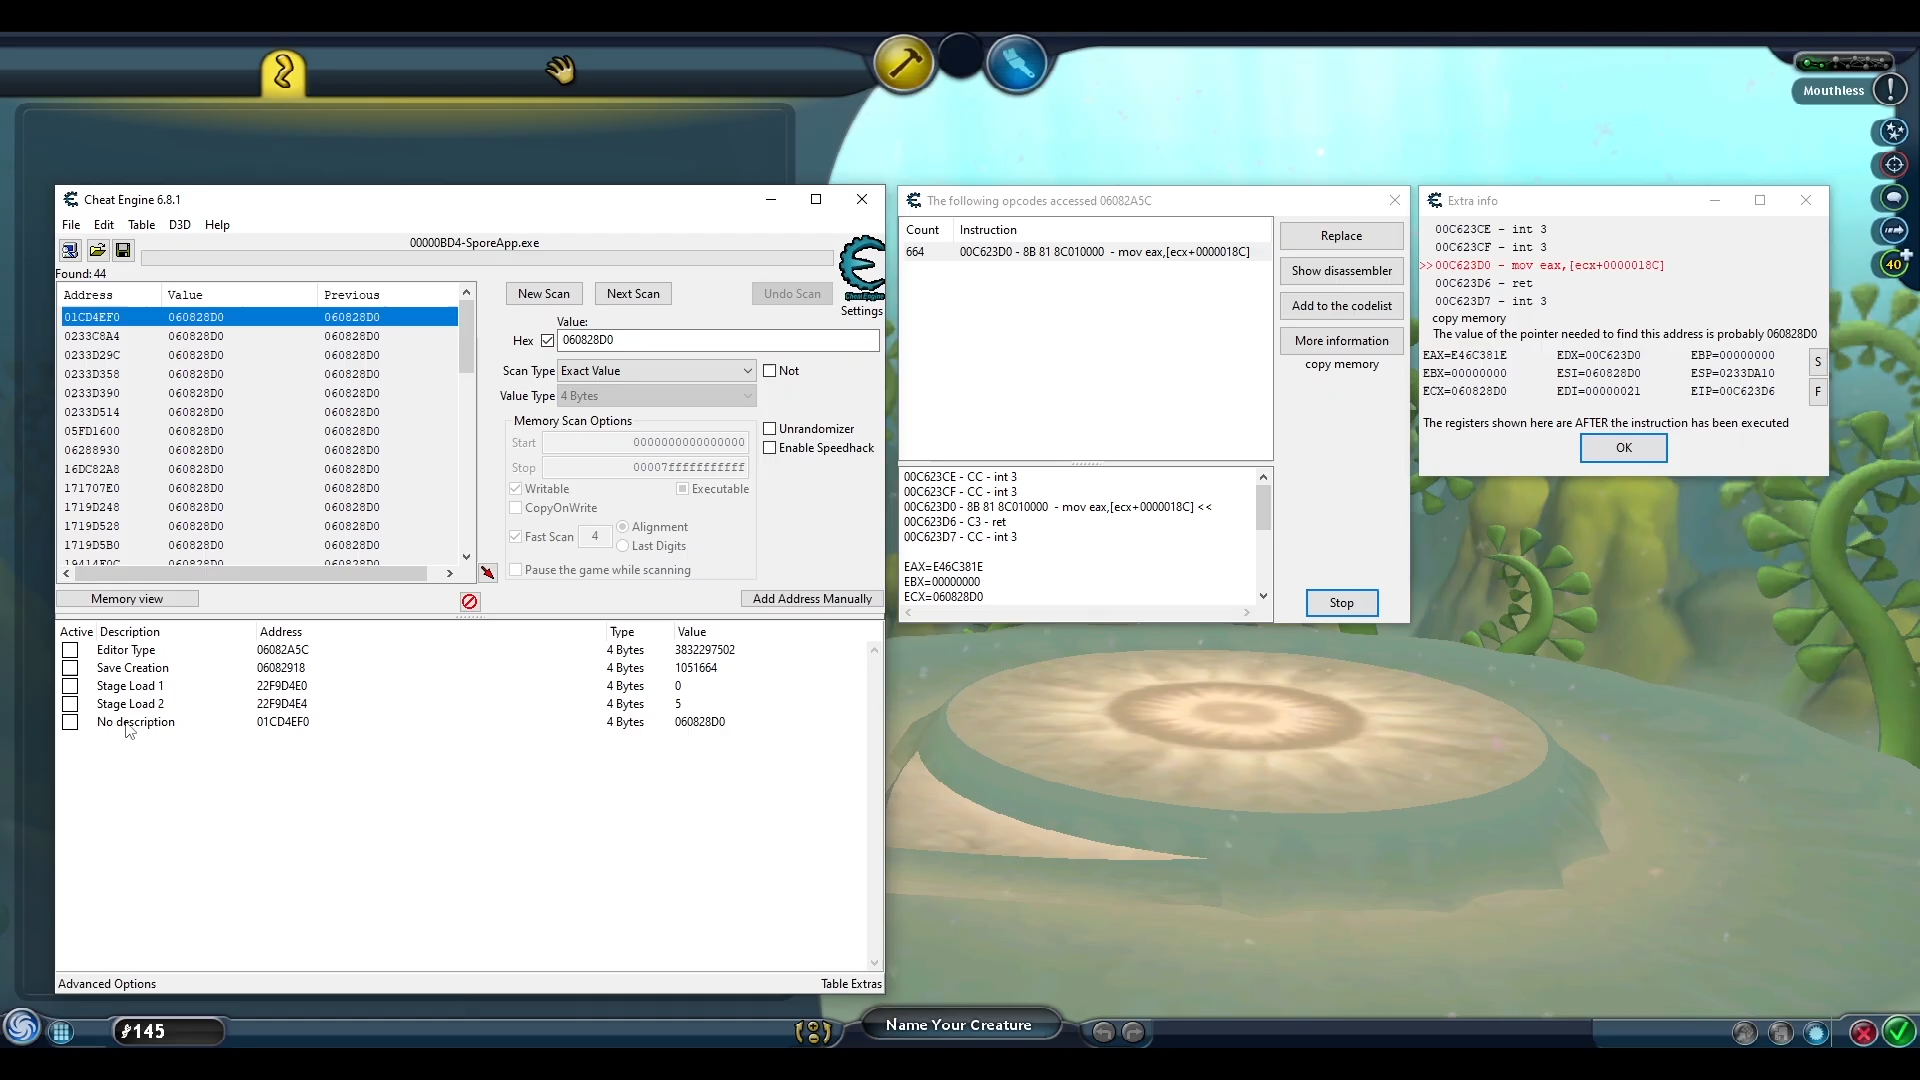 Mouthless
!
40
Cheat Engine 6.8.1
File Edit Table D3D Help
00000BD4-SporeApp.exe
Found: 44
Address Value Previous
01CD4EF0 060828D0 060828D0
0233C8A4 060828D0 060828D0
0233D29C 060828D0 060828D0
0233D358 060828D0 060828D0
0233D390 060828D0 060828D0
0233D514 060828D0 060828D0
05FD1600 060828D0 060828D0
06288930 060828D0 060828D0
16DC82A8 060828D0 060828D0
171707E0 060828D0 060828D0
1719D248 060828D0 060828D0
1719D528 060828D0 060828D0
1719D5B0 060828D0 060828D0
19414F0C 060828D0 060828D0
New Scan Next Scan Undo Scan
Cheat Engine
Settings
Value:
Hex 060828D0
Scan Type Exact Value Not
Value Type 4 Bytes
Memory Scan Options
Start 0000000000000000
Stop 00007fffffffffff
Writable Executable
CopyOnWrite
Fast Scan 4 Alignment
Last Digits
Pause the game while scanning
Unrandomizer
Enable Speedhack
Memory view Add Address Manually
Active Description Address Type Value
Editor Type 06082A5C 4 Bytes 3832297502
Save Creation 06082918 4 Bytes 1051664
Stage Load 1 22F9D4E0 4 Bytes 0
Stage Load 2 22F9D4E4 4 Bytes 5
No description 01CD4EF0 4 Bytes 060828D0
Advanced Options Table Extras
The following opcodes accessed 06082A5C
Count Instruction
664 00C623D0 - 8B 81 8C010000 - mov eax,[ecx+0000018C]
Replace
Show disassembler
Add to the codelist
More information
copy memory
00C623CE - CC - int 3
00C623CF - CC - int 3
00C623D0 - 8B 81 8C010000 - mov eax,[ecx+0000018C] <<
00C623D6 - C3 - ret
00C623D7 - CC - int 3
EAX=E46C381E
EBX=00000000
ECX=060828D0
Stop
Extra info
00C623CE - int 3
00C623CF - int 3
>>00C623D0 - mov eax,[ecx+0000018C]
00C623D6 - ret
00C623D7 - int 3
copy memory
The value of the pointer needed to find this address is probably 060828D0
EAX=E46C381E EDX=00C623D0 EBP=00000000
EBX=00000000 ESI=060828D0 ESP=0233DA10
ECX=060828D0 EDI=00000021 EIP=00C623D6
S
F
The registers shown here are AFTER the instruction has been executed
OK
145
Name Your Creature